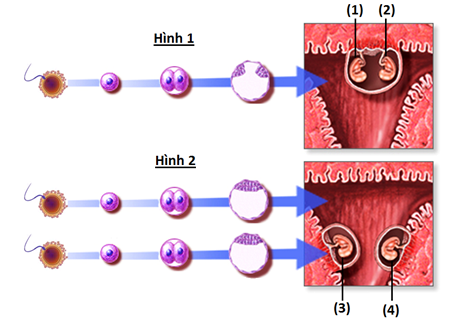 Hình 1
(1) (2)
Hình 2
(3) (4)